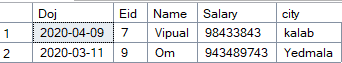 Doj Eid Name Salary city
1 2020-04-09 7 Vipual 98433843 kalab
2 2020-03-11 9 Om 943489743 Yedmala